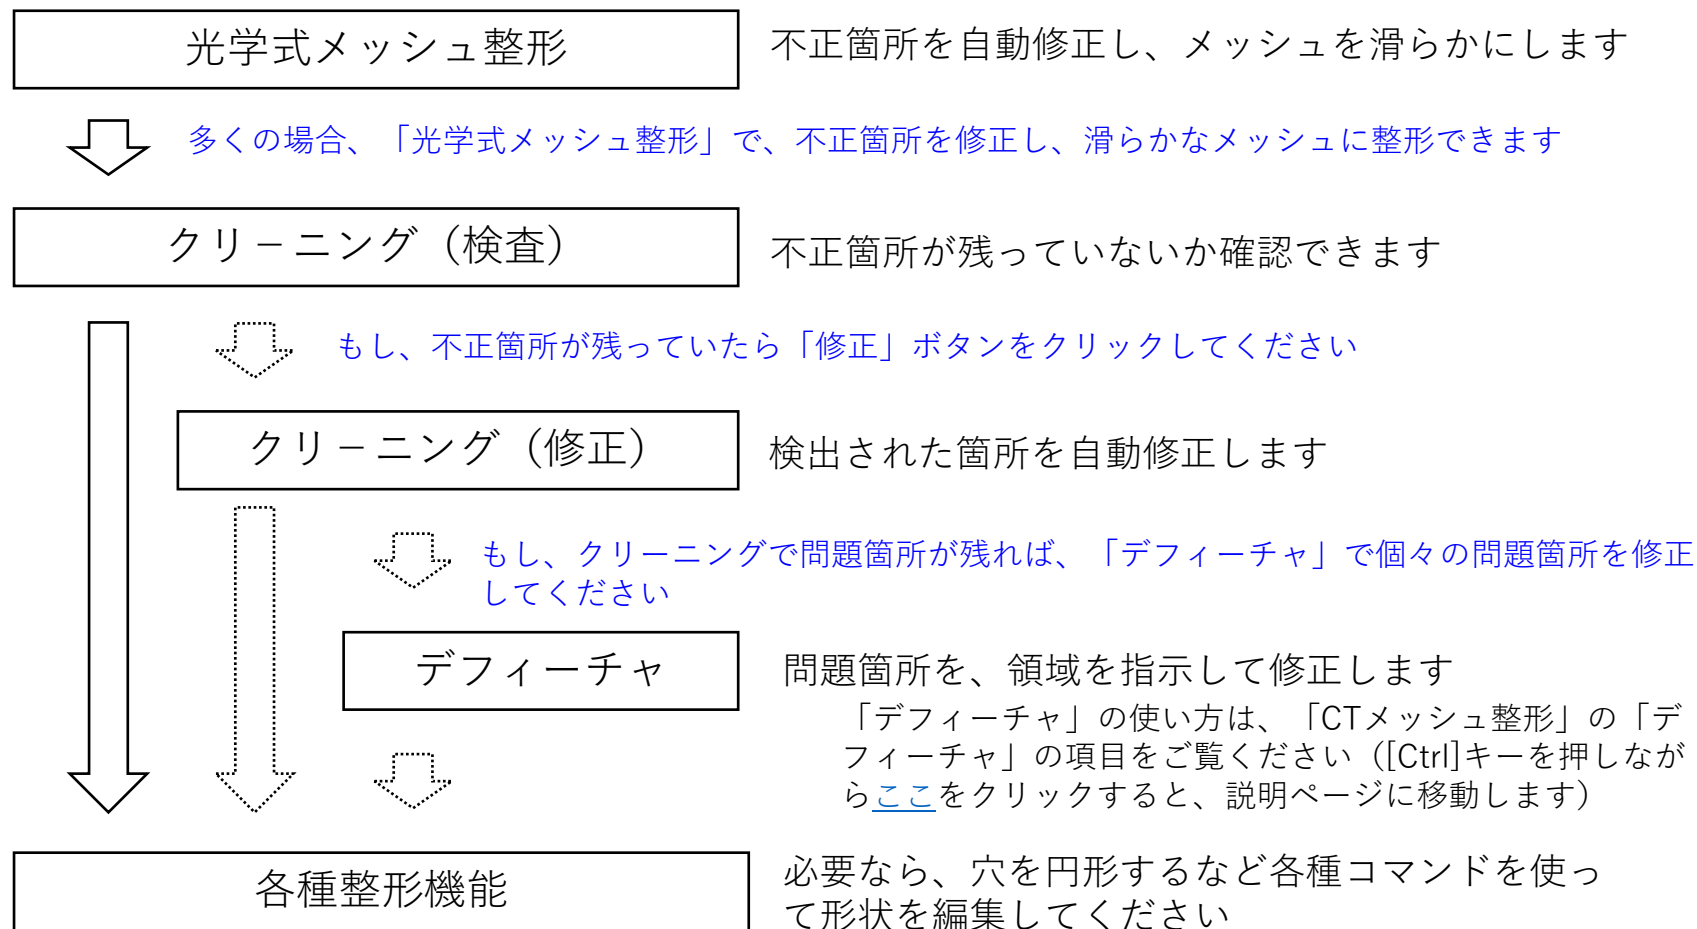 光学式メッシュ整形
不正箇所を自動修正し、メッシュを滑らかにします
多くの場合、「光学式メッシュ整形」で、不正箇所を修正し、滑らかなメッシュに整形できます
クリ－ニング（検査）
不正箇所が残っていないか確認できます
もし、不正箇所が残っていたら「修正」ボタンをクリックしてください
クリ－ニング（修正）
検出された箇所を自動修正します
もし、クリーニングで問題箇所が残れば、「デフィーチャ」で個々の問題箇所を修正
してください
デフィーチャ
問題箇所を、領域を指示して修正します
「デフィーチャ」の使い方は、「CTメッシュ整形」の「デ
フィーチャ」の項目をご覧ください（[Ctrl]キーを押しなが
らここをクリックすると、説明ページに移動します）
各種整形機能
必要なら、穴を円形するなど各種コマンドを使っ
て形状を編集してください